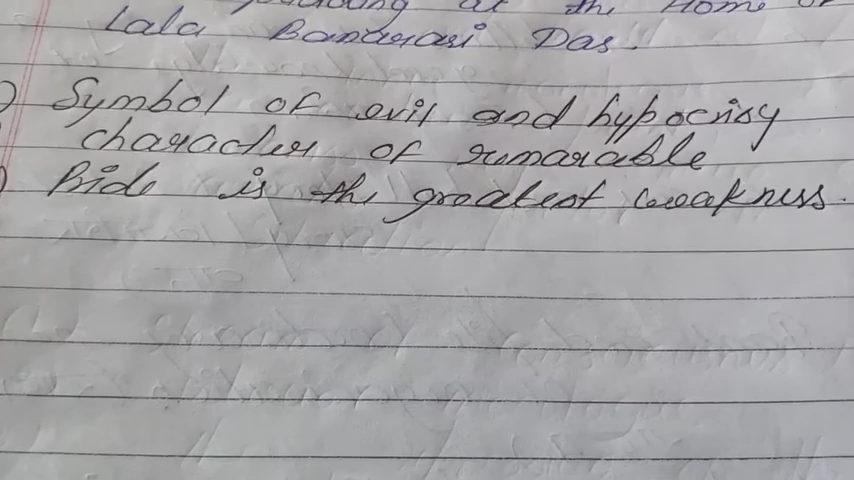 at the Home of
Lala Banarasi Das.
Symbol of evil and hypocrisy
character of remarable
Pride is the greatest weakness.